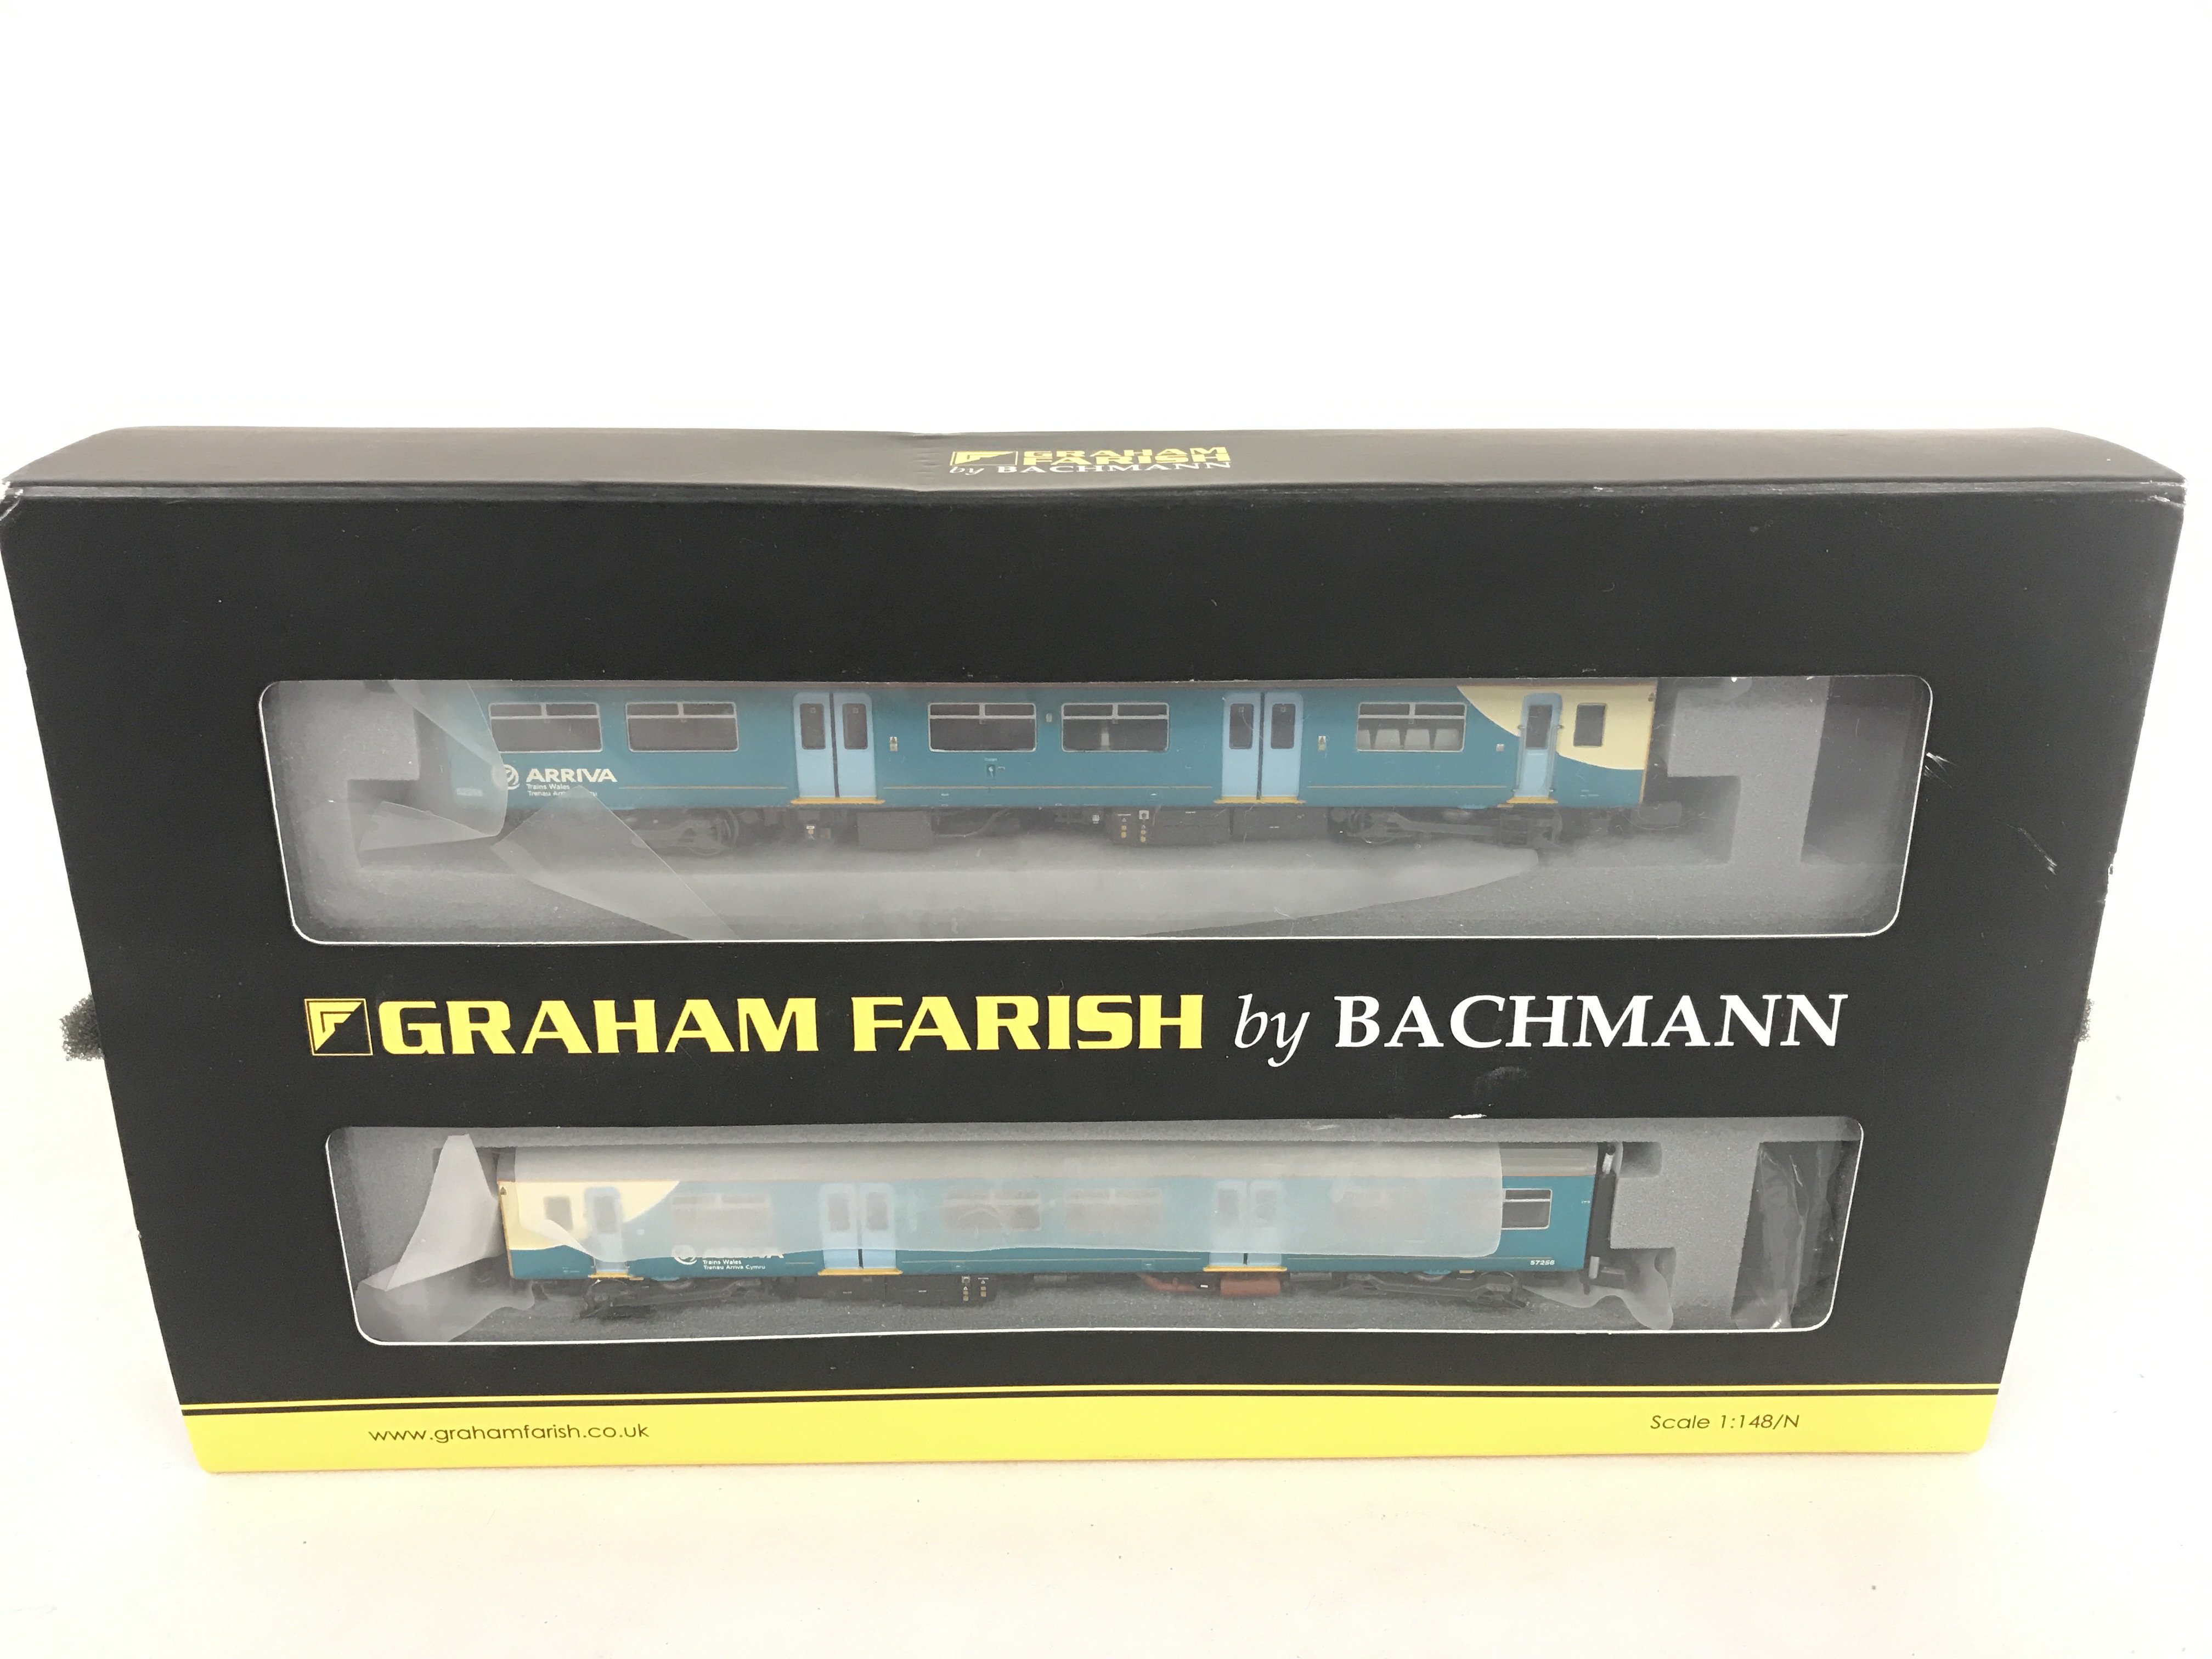 GRAHAM
FARISH
by BACHMANN
ARRIVA
Trains Wales
GRAHAM FARISH by BACHMANN
ARRIVA
Trains Wales
Trenau Arriva Cymru
57256
www.grahamfarish.co.uk
Scale 1:148/N